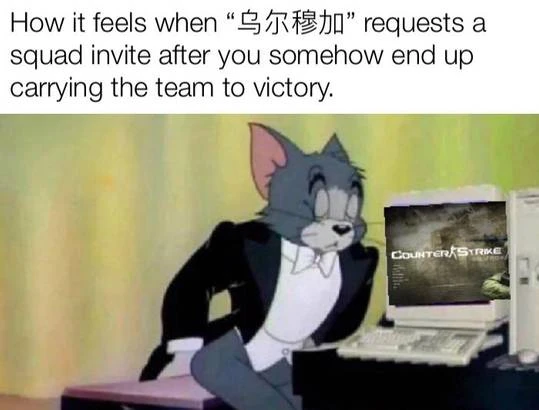 How it feels when “乌尔穆加” requests a
squad invite after you somehow end up
carrying the team to victory.
COUNTER STRIKE